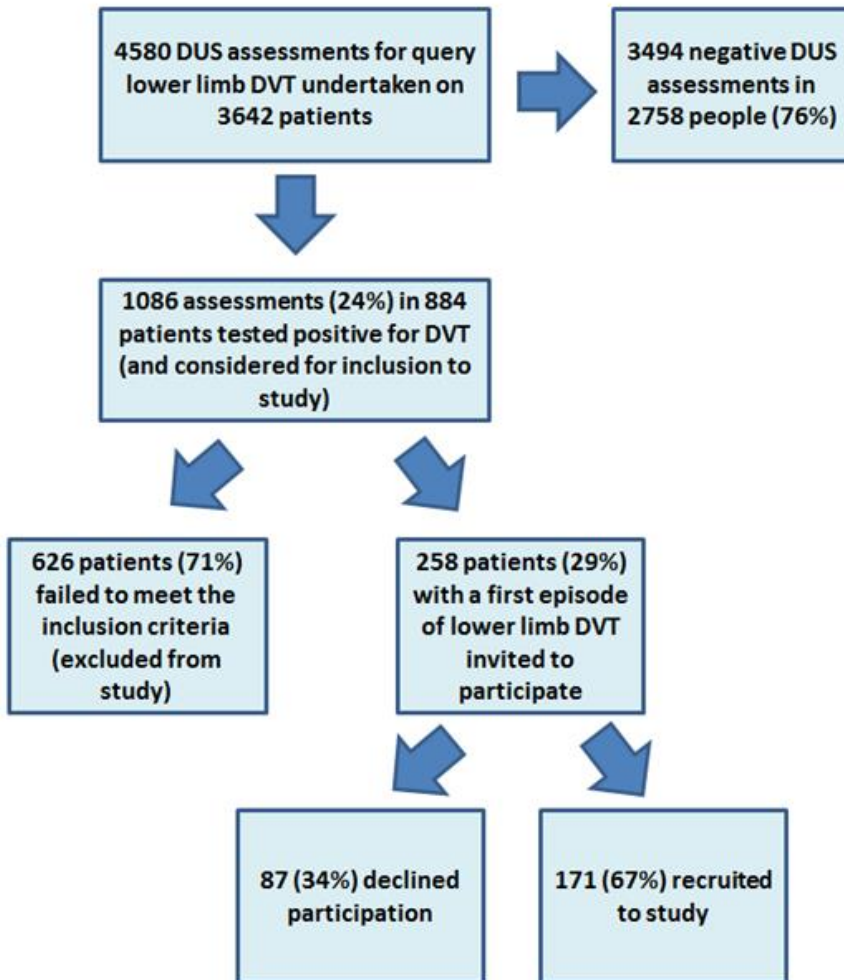 4580 DUS assessments for query
lower limb DVT undertaken on
3642 patients
3494 negative DUS
assessments in
2758 people (76%)
1086 assessments (24%) in 884
patients tested positive for DVT
(and considered for inclusion to
study)
626 patients (71%)
failed to meet the
inclusion criteria
(excluded from
study)
258 patients (29%)
with a first episode
of lower limb DVT
invited to
participate
87 (34%) declined
participation
171 (67%) recruited
to study